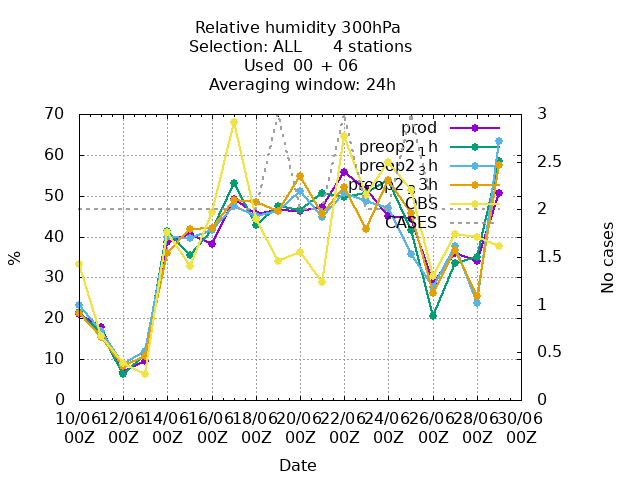 Relative humidity 300hPa
Selection: ALL 4 stations
Used 00 + 06
Averaging window: 24h
prod
preop2_1h
preop2_3h
preop2__3h
OBS
CASES
70
60
50
40
30
20
10
0
3
2.5
2
1.5
1
0.5
0
%
No cases
10/06 12/06 14/06 16/06 18/06 20/06 22/06 24/06 26/06 28/06 30/06
00Z 00Z 00Z 00Z 00Z 00Z 00Z 00Z 00Z 00Z 00Z
Date